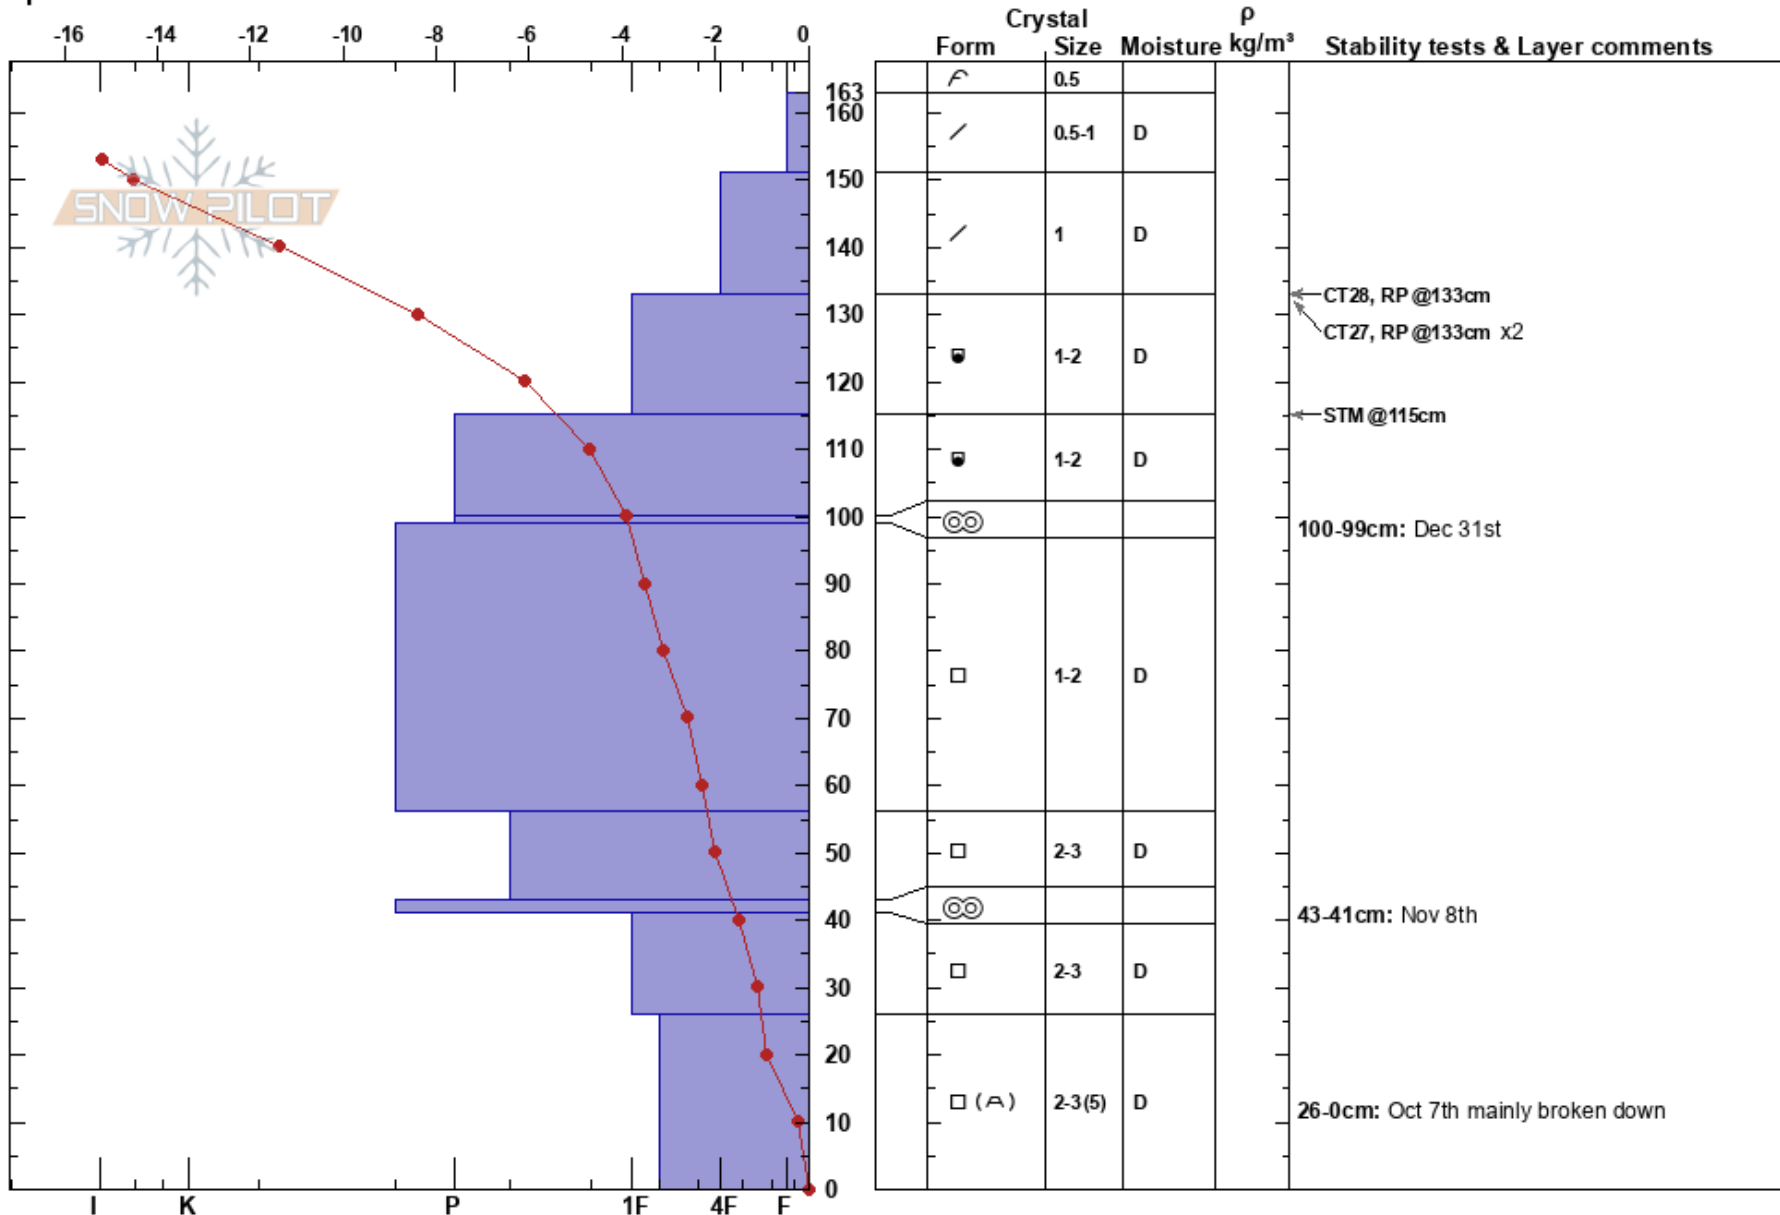 -16 -14 -12 -10 -8 -6 -4 -2 0
Crystal ρ
Form Size Moisture kg/m³ Stability tests & Layer comments
0.5
163
160 0.5-1 D
150
SNOW PILOT
140 1 D
CT28, RP @133cm
130
CT27, RP @133cm x2
1-2 D
120
STM @115cm
110 1-2 D
100
100-99cm: Dec 31st
90
80
1-2 D
70
60
50 2-3 D
40
43-41cm: Nov 8th
2-3 D
30
20
2-3(5) D
26-0cm: Oct 7th mainly broken down
10
0
I K P 1F 4F F